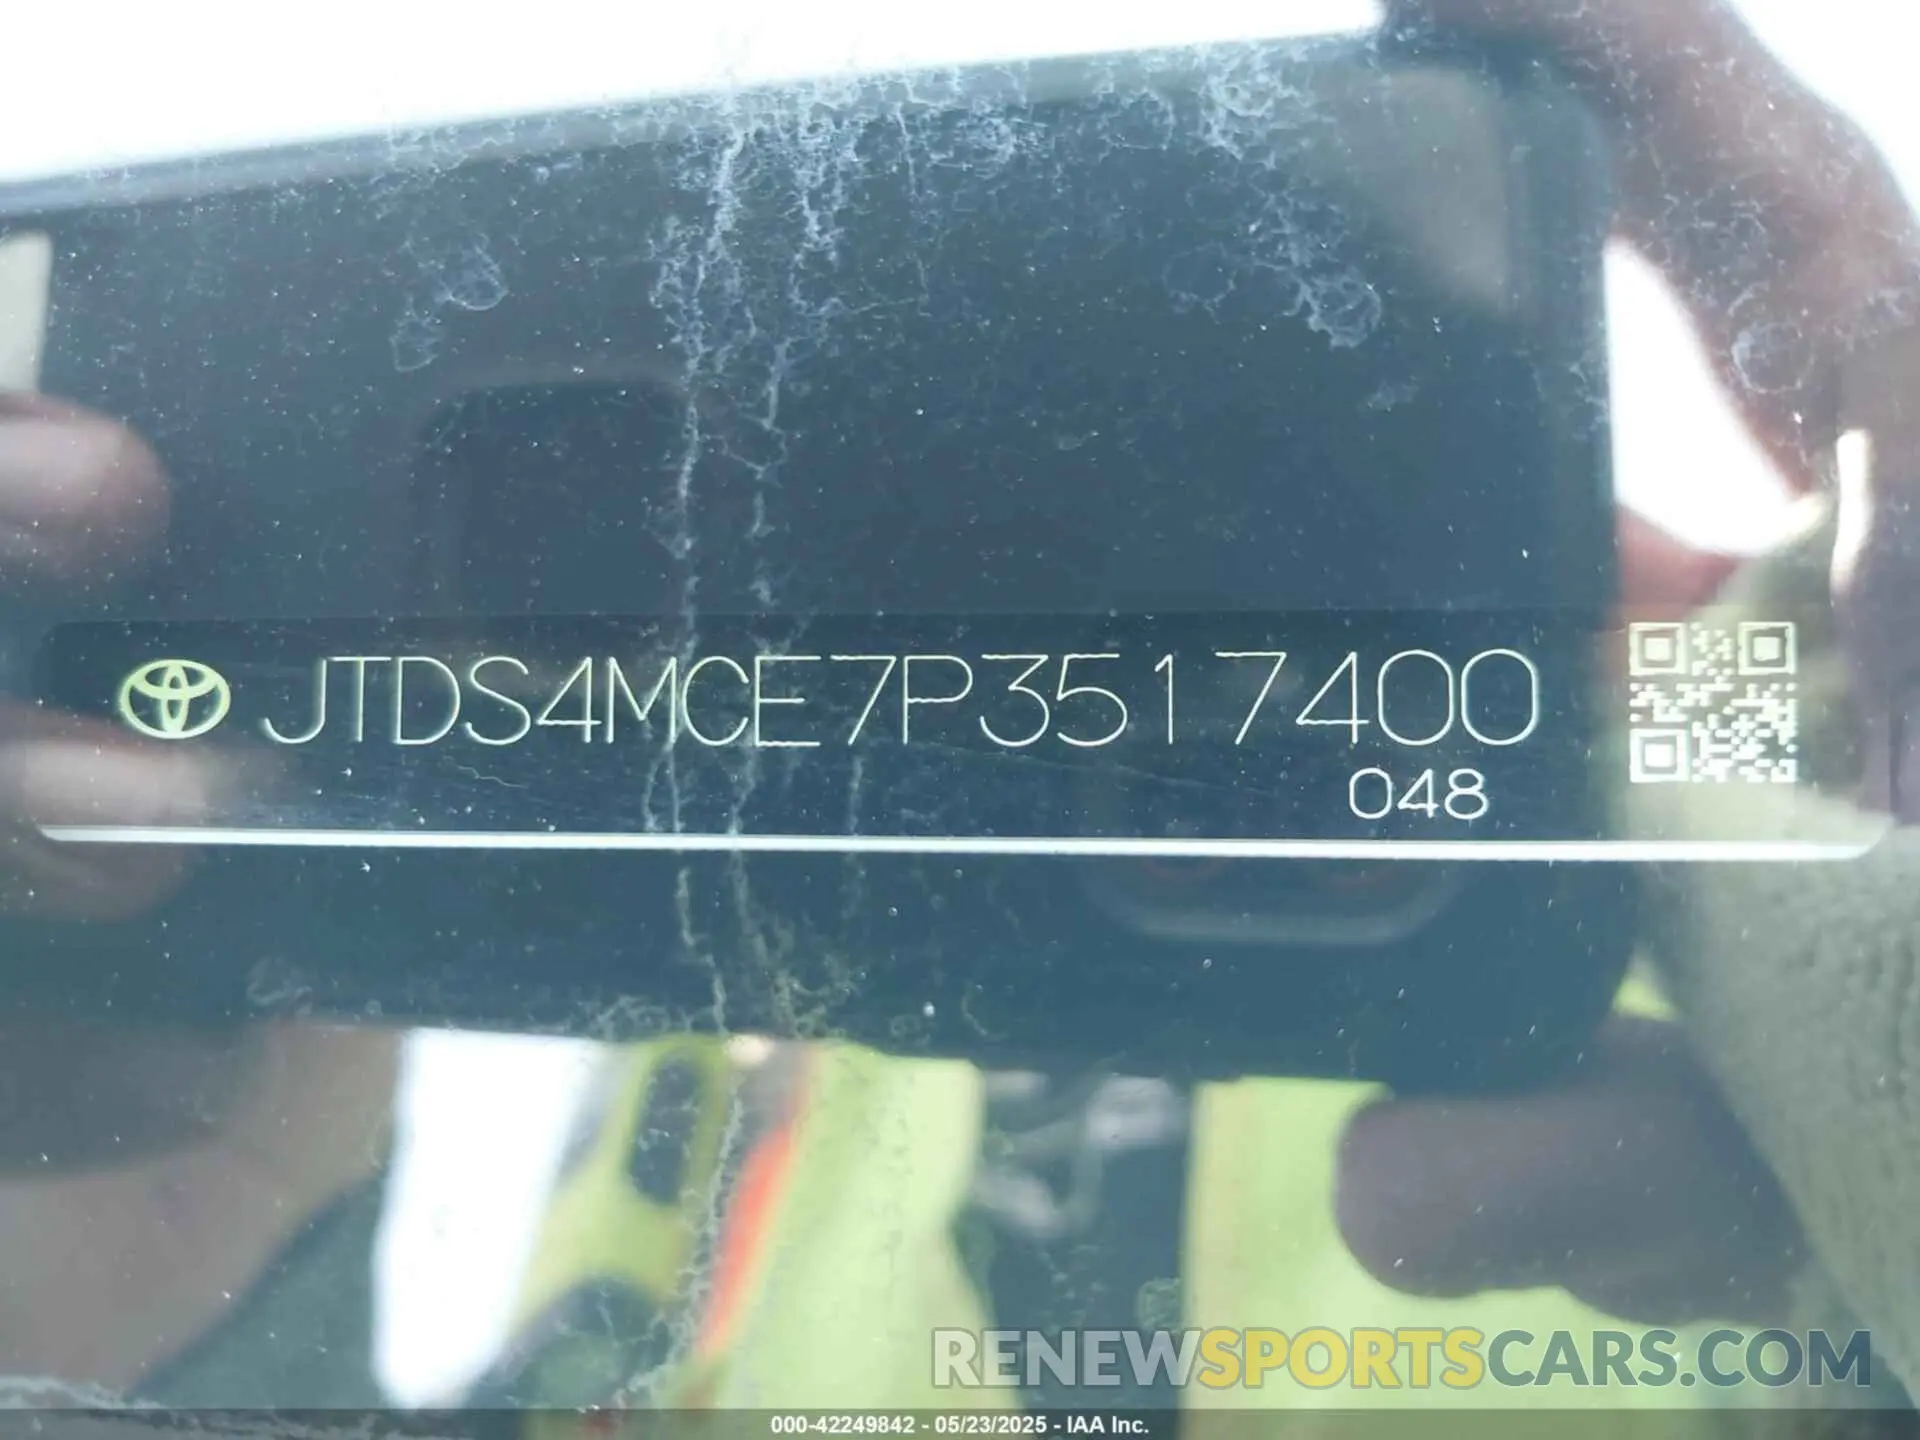 JTDS4MCE7P3517400
048
RENEWSPORTSCARS.COM
000-42249842 - 05/23/2025 - IAA Inc.